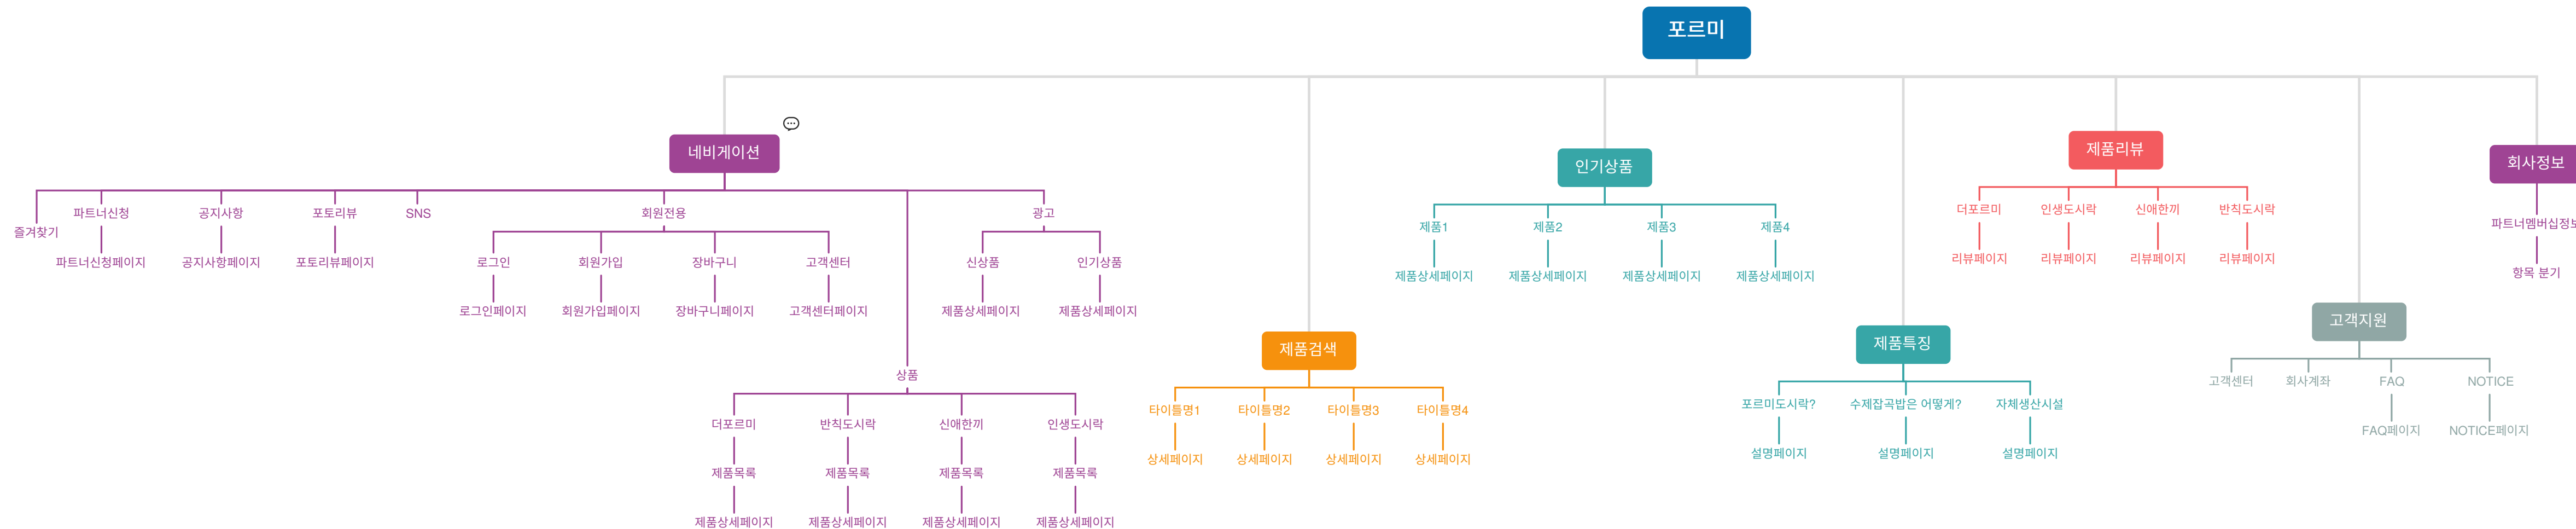 포르미
네비게이션
인기상품
제품리뷰
회사정보
즐겨찾기
파트너신청
공지사항
포토리뷰
SNS
회원전용
광고
파트너신청페이지
공지사항페이지
포토리뷰페이지
로그인
회원가입
장바구니
고객센터
신상품
인기상품
로그인페이지
회원가입페이지
장바구니페이지
고객센터페이지
제품상세페이지
제품상세페이지
상품
더포르미
반칙도시락
신애한끼
인생도시락
제품목록
제품목록
제품목록
제품목록
제품상세페이지
제품상세페이지
제품상세페이지
제품상세페이지
제품검색
타이틀명1
타이틀명2
타이틀명3
타이틀명4
상세페이지
상세페이지
상세페이지
상세페이지
제품1
제품2
제품3
제품4
제품상세페이지
제품상세페이지
제품상세페이지
제품상세페이지
제품특징
포르미도시락?
수제잡곡밥은 어떻게?
자체생산시설
설명페이지
설명페이지
설명페이지
더포르미
인생도시락
신애한끼
반칙도시락
리뷰페이지
리뷰페이지
리뷰페이지
리뷰페이지
고객지원
고객센터
회사계좌
FAQ
NOTICE
FAQ페이지
NOTICE페이지
파트너멤버십정보
항목 분기